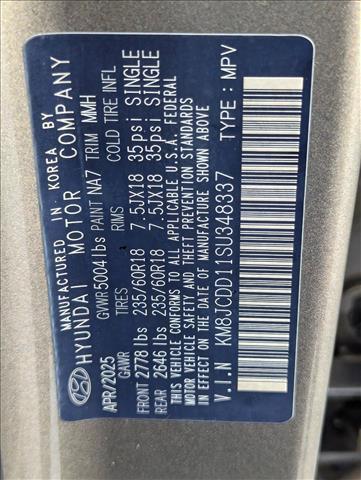 MANUFACTURED IN KOREA BY
HYUNDAI MOTOR COMPANY
APR/2025 GVWR 5004 lbs PAINT NA7 TRIM MMH
GAWR TIRES RIMS COLD TIRE INFL
FRONT 2778 lbs 235/60R18 7.5JX18 35psi SINGLE
REAR 2646 lbs 235/60R18 7.5JX18 35psi SINGLE
THIS VEHICLE CONFORMS TO ALL APPLICABLE U.S.A. FEDERAL
MOTOR VEHICLE SAFETY, BUMPER, AND THEFT PREVENTION STANDARDS
IN EFFECT ON THE DATE OF MANUFACTURE SHOWN ABOVE
V.I.N KM8JCDD11SU348337 TYPE : MPV